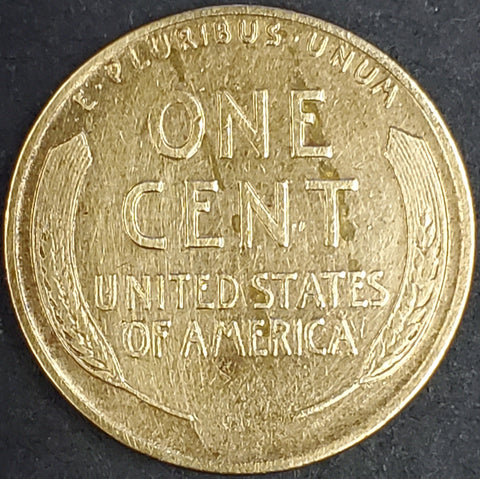 E·PLURIBUS·UNUM
ONE
CENT
UNITED STATES
OF AMERICA